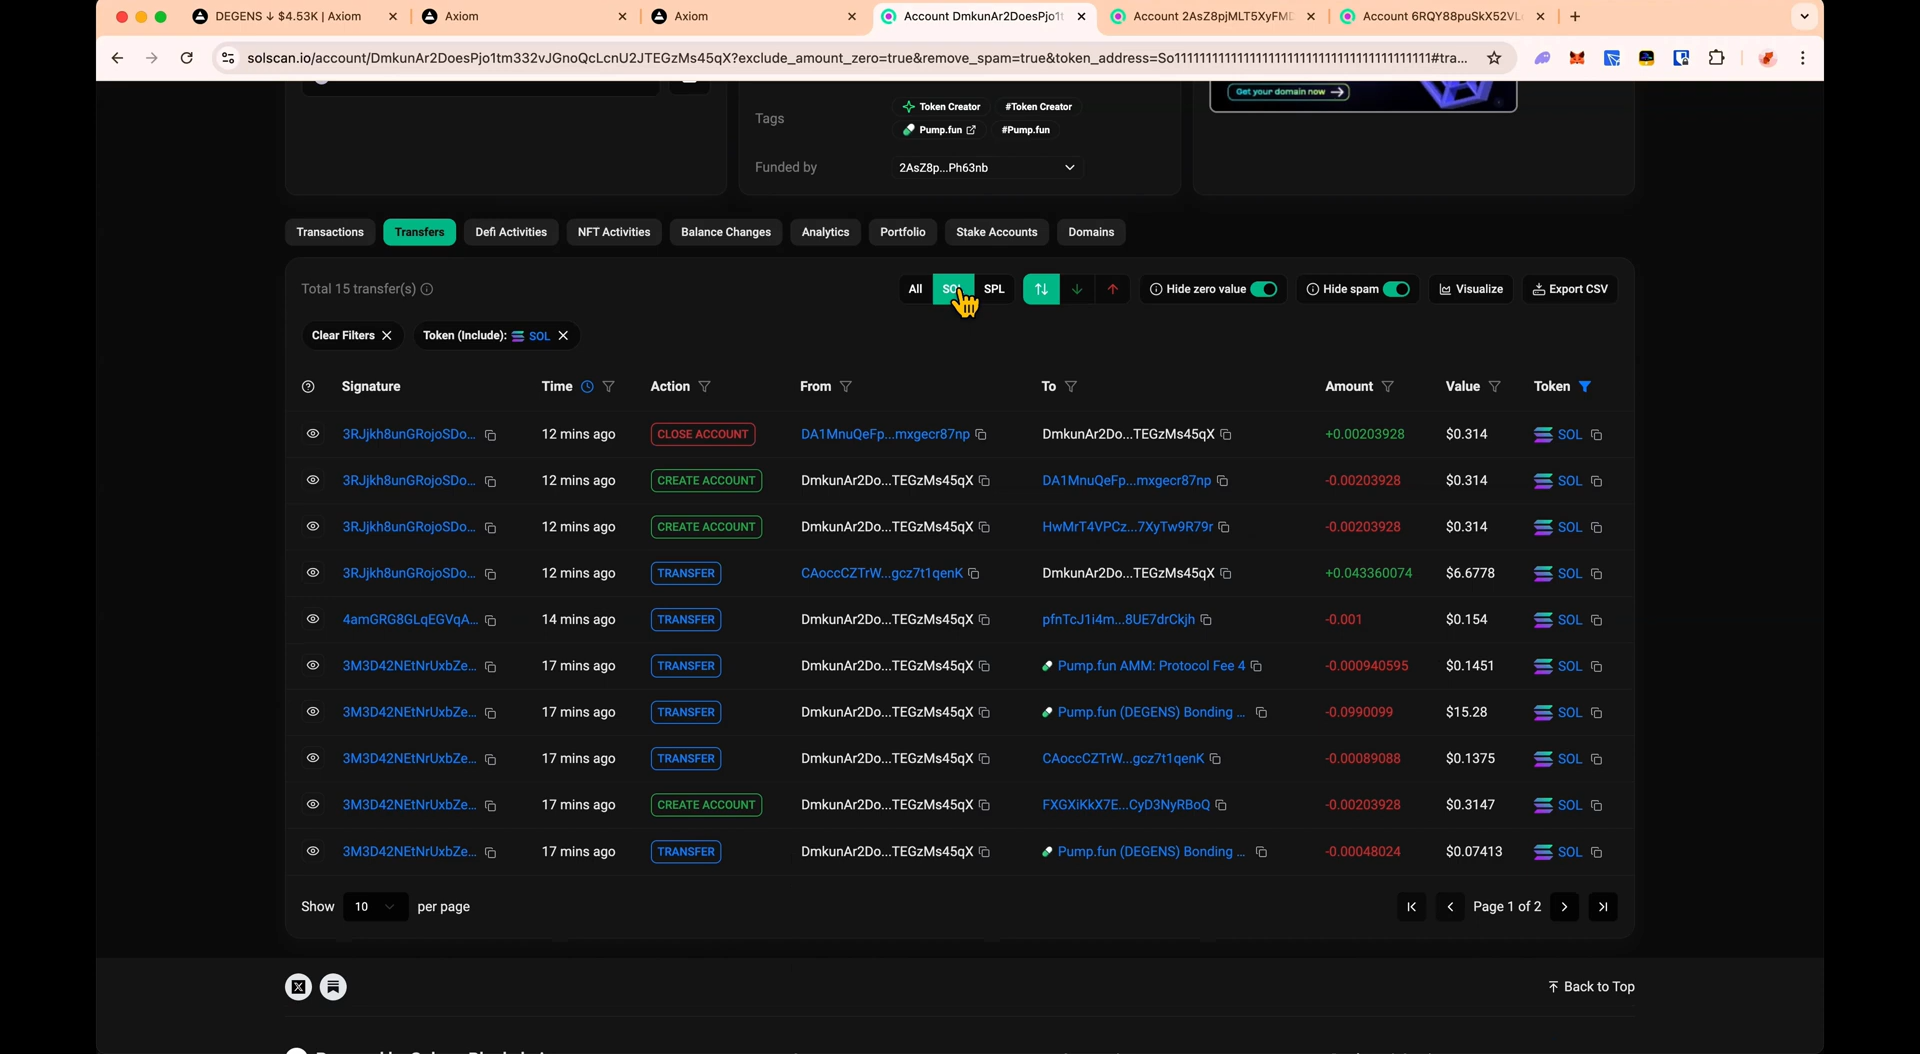 DEGENS ↓ $4.53K | Axiom
Axiom
Axiom
Account DmkunAr2DoesPjo1t
Account 2AsZ8pjMLT5XyFMD
Account 6RQY88puSkX52VL
solscan.io/account/DmkunAr2DoesPjo1tm332vJGnoQcLcnU2JTEGzMs45qX?exclude_amount_zero=true&remove_spam=true&token_address=So11111111111111111111111111111111111111111#tra...
Get your domain now →
Tags
Token Creator
#Token Creator
Pump.fun
#Pump.fun
Funded by
2AsZ8p...Ph63nb
Transactions
Transfers
Defi Activities
NFT Activities
Balance Changes
Analytics
Portfolio
Stake Accounts
Domains
Total 15 transfer(s)
All
SOL
SPL
Hide zero value
Hide spam
Visualize
Export CSV
Clear Filters
Token (Include): SOL
Signature Time Action From To Amount Value Token
3RJjkh8unGRojoSDo... 12 mins ago CLOSE ACCOUNT DA1MnuQeFp...mxgecr87np DmkunAr2Do...TEGzMs45qX +0.00203928 $0.314 SOL
3RJjkh8unGRojoSDo... 12 mins ago CREATE ACCOUNT DmkunAr2Do...TEGzMs45qX DA1MnuQeFp...mxgecr87np -0.00203928 $0.314 SOL
3RJjkh8unGRojoSDo... 12 mins ago CREATE ACCOUNT DmkunAr2Do...TEGzMs45qX HwMrT4VPCz...7XyTw9R79r -0.00203928 $0.314 SOL
3RJjkh8unGRojoSDo... 12 mins ago TRANSFER CAoccCZTrW...gcz7t1qenK DmkunAr2Do...TEGzMs45qX +0.043360074 $6.6778 SOL
4amGRG8GLqEGVqA... 14 mins ago TRANSFER DmkunAr2Do...TEGzMs45qX pfnTcJ1i4m...8UE7drCkjh -0.001 $0.154 SOL
3M3D42NEtNrUxbZe... 17 mins ago TRANSFER DmkunAr2Do...TEGzMs45qX Pump.fun AMM: Protocol Fee 4 -0.000940595 $0.1451 SOL
3M3D42NEtNrUxbZe... 17 mins ago TRANSFER DmkunAr2Do...TEGzMs45qX Pump.fun (DEGENS) Bonding ... -0.0990099 $15.28 SOL
3M3D42NEtNrUxbZe... 17 mins ago TRANSFER DmkunAr2Do...TEGzMs45qX CAoccCZTrW...gcz7t1qenK -0.00089088 $0.1375 SOL
3M3D42NEtNrUxbZe... 17 mins ago CREATE ACCOUNT DmkunAr2Do...TEGzMs45qX FXGXiKkX7E...CyD3NyRBoQ -0.00203928 $0.3147 SOL
3M3D42NEtNrUxbZe... 17 mins ago TRANSFER DmkunAr2Do...TEGzMs45qX Pump.fun (DEGENS) Bonding ... -0.00048024 $0.07413 SOL
Show 10 per page
Page 1 of 2
Back to Top